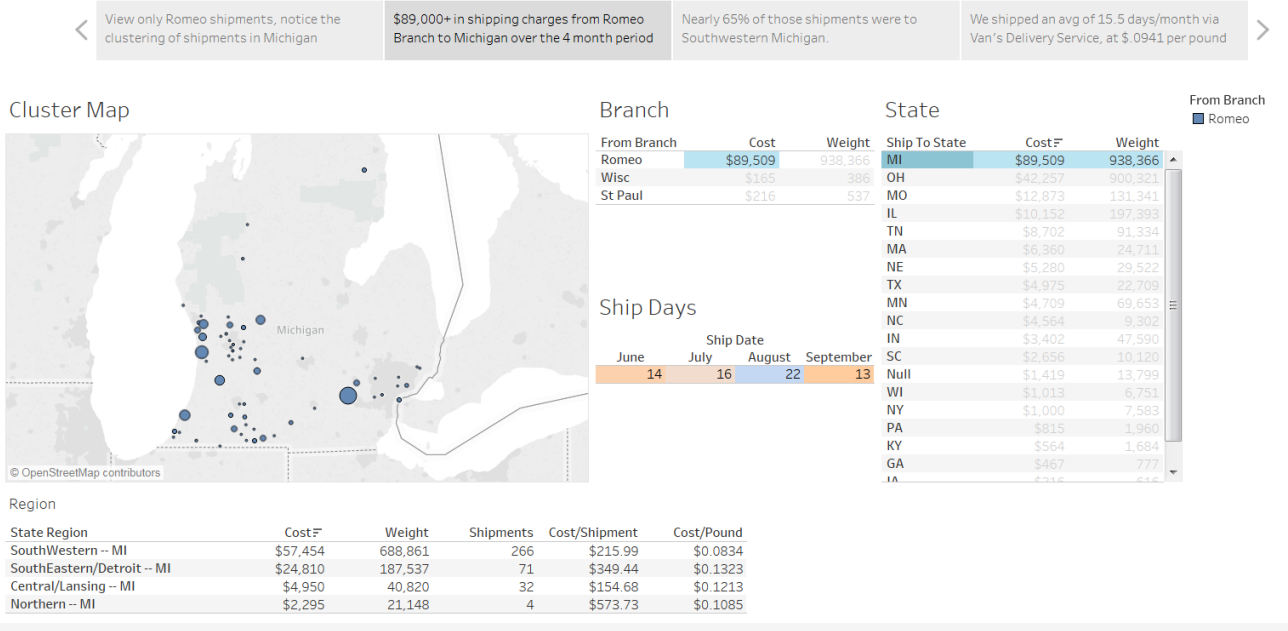 View only Romeo shipments, notice the
clustering of shipments in Michigan
$89,000+ in shipping charges from Romeo
Branch to Michigan over the 4 month period
Nearly 65% of those shipments were to
Southwestern Michigan.
We shipped an avg of 15.5 days/month via
Van's Delivery Service, at $.0941 per pound
Cluster Map
Michigan
© OpenStreetMap contributors
Branch
From Branch Cost Weight
Romeo $89,509 938,366
Wisc $165 386
St Paul $216 537
Ship Days
Ship Date
June July August September
14 16 22 13
State
Ship To State Cost Weight
MI $89,509 938,366
OH $42,257 900,321
MO $12,873 131,341
IL $10,152 197,393
TN $8,702 91,334
MA $6,360 24,711
NE $5,280 29,522
TX $4,975 22,709
MN $4,709 69,653
NC $4,564 9,302
IN $3,402 47,590
SC $2,656 10,120
Null $1,419 13,799
WI $1,013 6,751
NY $1,000 7,583
PA $815 1,960
KY $564 1,684
GA $467 777
From Branch
Romeo
Region
State Region Cost Weight Shipments Cost/Shipment Cost/Pound
SouthWestern -- MI $57,454 688,861 266 $215.99 $0.0834
SouthEastern/Detroit -- MI $24,810 187,537 71 $349.44 $0.1323
Central/Lansing -- MI $4,950 40,820 32 $154.68 $0.1213
Northern -- MI $2,295 21,148 4 $573.73 $0.1085